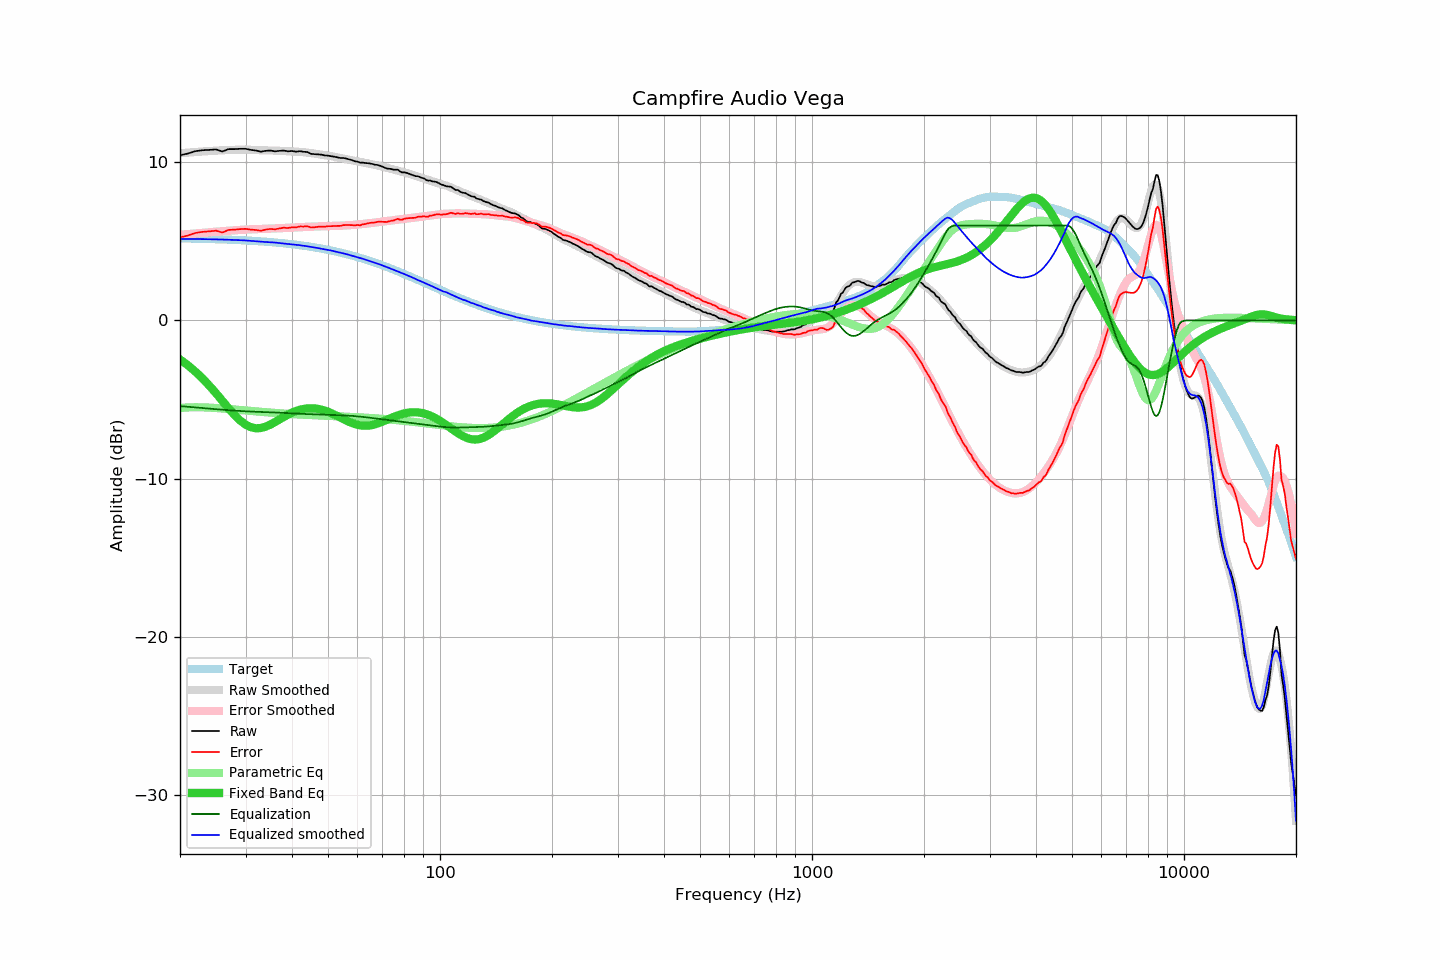 Campfire Audio Vega
Amplitude (dBr)
10
0
−10
−20
−30
Target
Raw Smoothed
Error Smoothed
Raw
Error
Parametric Eq
Fixed Band Eq
Equalization
Equalized smoothed
100
1000
10000
Frequency (Hz)